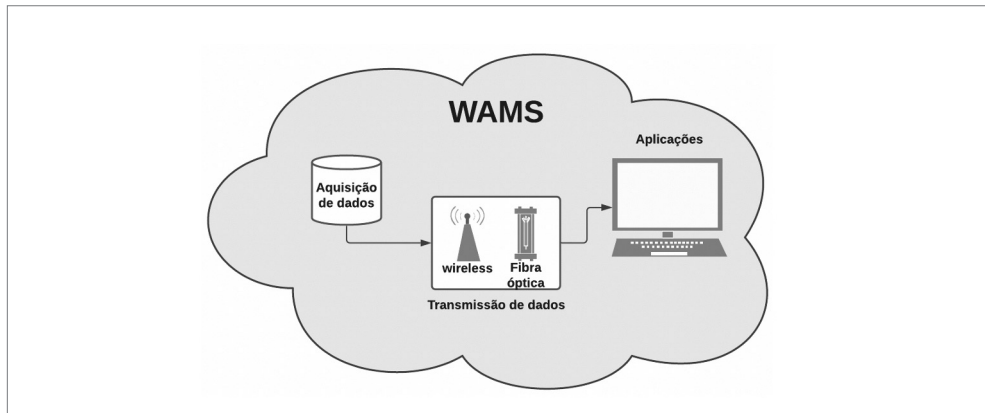 WAMS
Aplicações
Aquisição
de dados
wireless
Fibra
óptica
Transmissão de dados